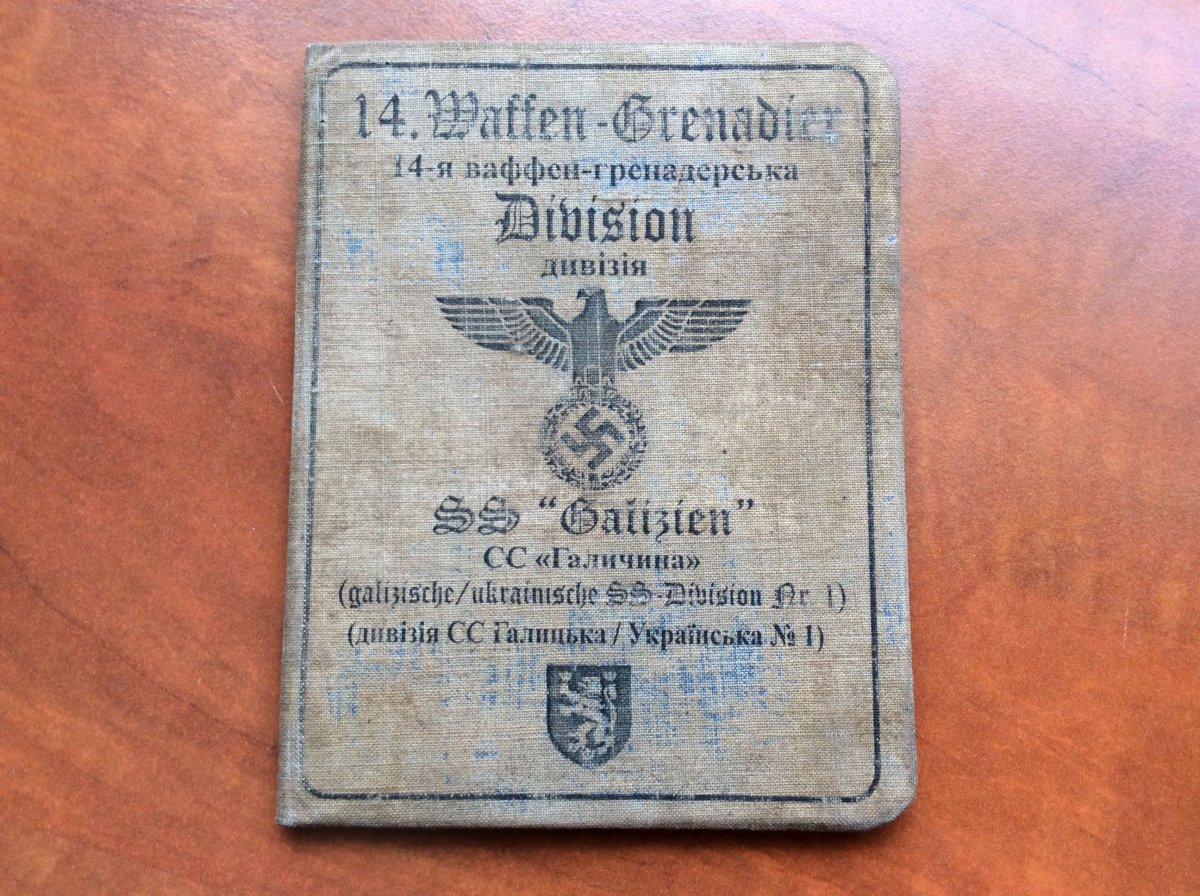 14. Waffen-Grenadier
14-я ваффен-гренадерська
Division
дивізія
SS “Galizien”
СС «Галичина»
(galizische/ukrainische SS-Division Nr. 1)
(дивізія СС Галицька / Українська № 1)